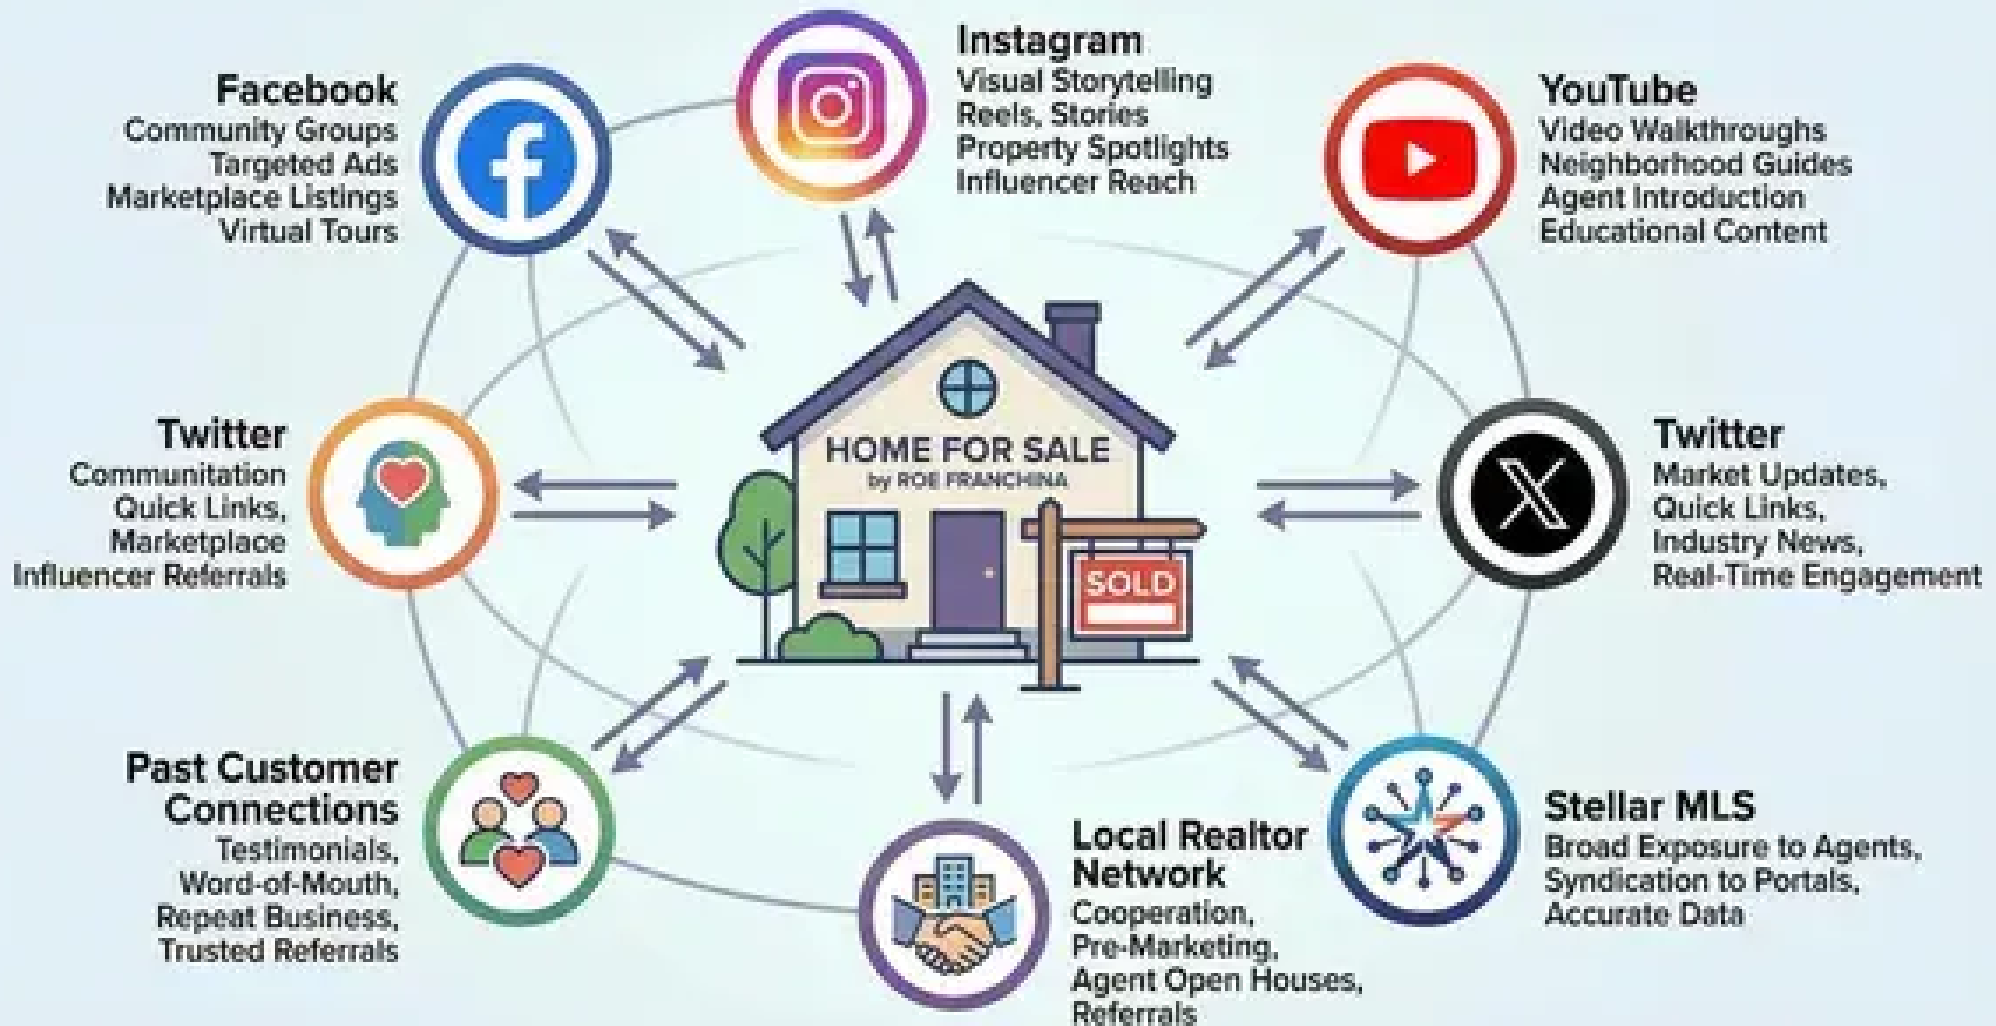 Facebook
Community Groups
Targeted Ads
Marketplace Listings
Virtual Tours
Instagram
Visual Storytelling
Reels, Stories
Property Spotlights
Influencer Reach
YouTube
Video Walkthroughs
Neighborhood Guides
Agent Introduction
Educational Content
Twitter
Communitation
Quick Links,
Marketplace
Influencer Referrals
HOME FOR SALE
by ROE FRANCHINA
SOLD
Twitter
Market Updates,
Quick Links,
Industry News,
Real-Time Engagement
Past Customer
Connections
Testimonials,
Word-of-Mouth,
Repeat Business,
Trusted Referrals
Local Realtor
Network
Cooperation,
Pre-Marketing,
Agent Open Houses,
Referrals
Stellar MLS
Broad Exposure to Agents,
Syndication to Portals,
Accurate Data